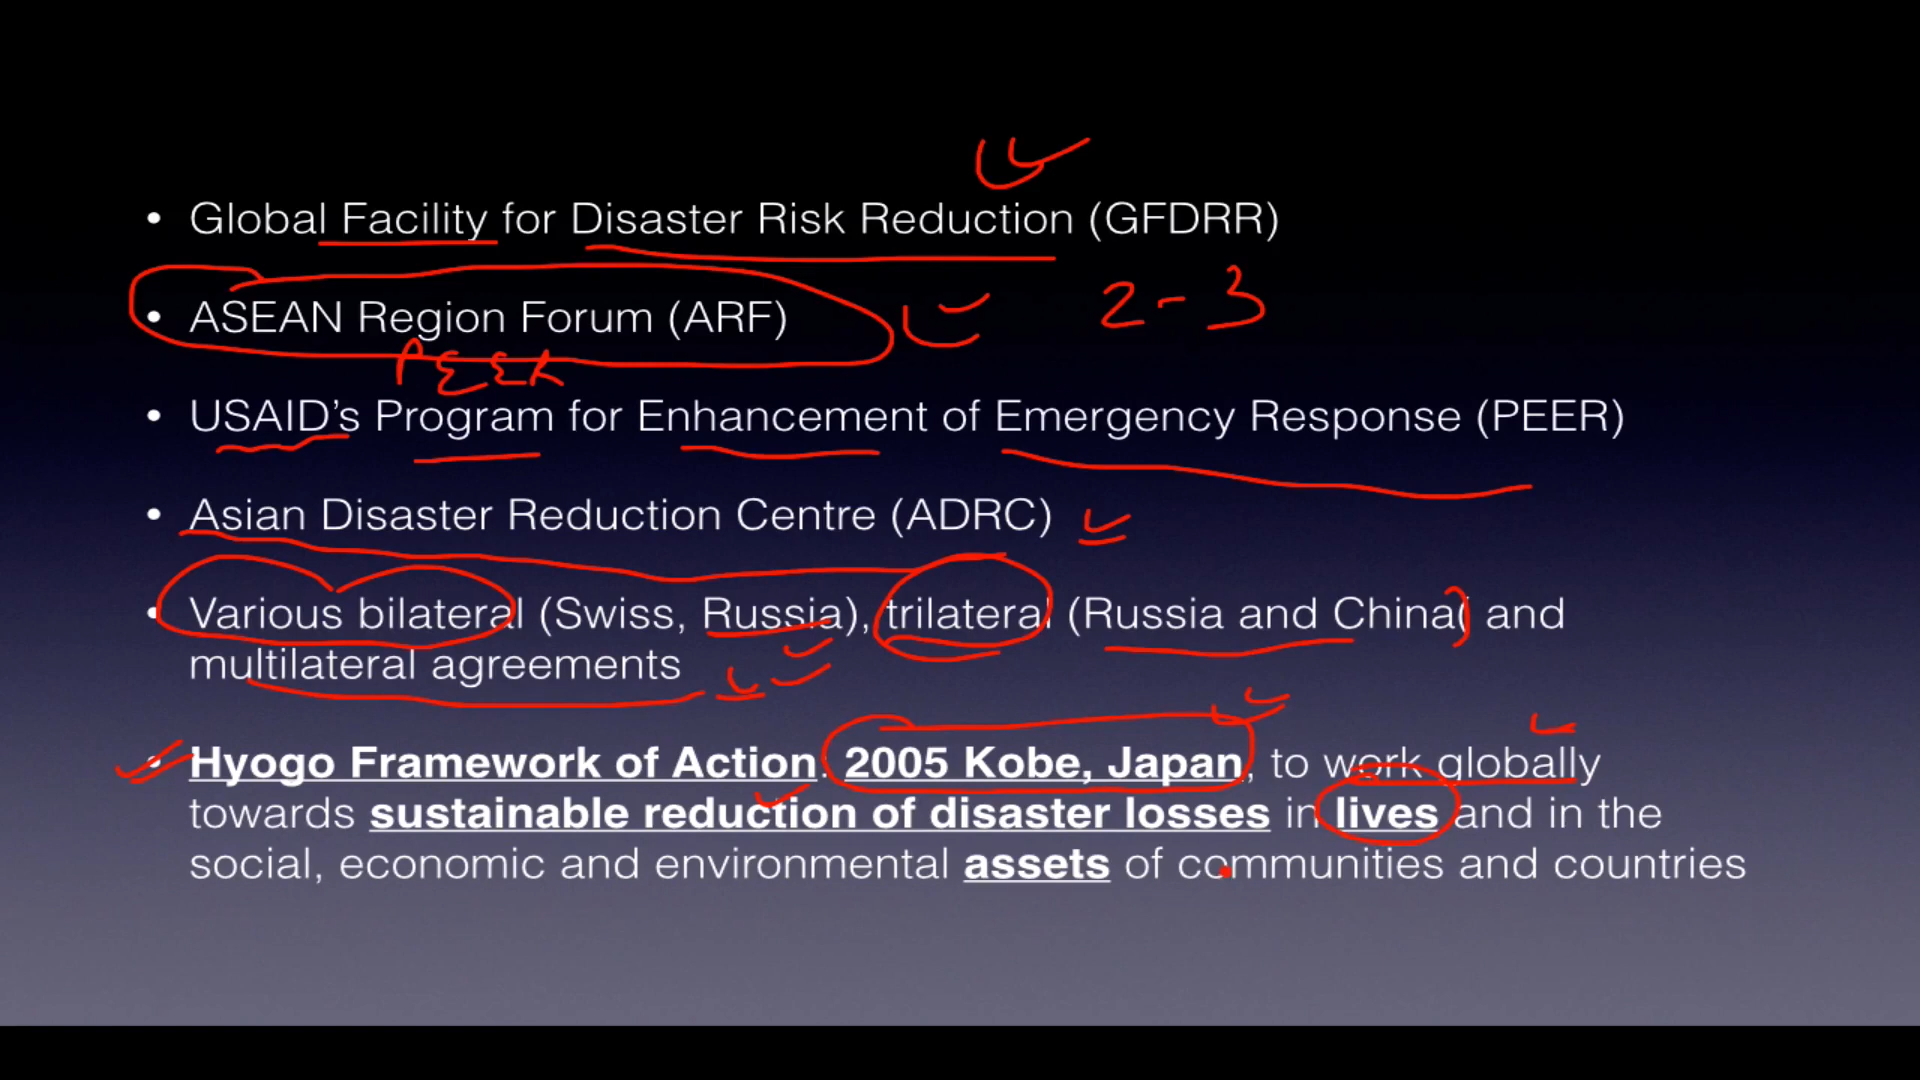 • Global Facility for Disaster Risk Reduction (GFDRR)
• ASEAN Region Forum (ARF)
2-3
PEER
• USAID’s Program for Enhancement of Emergency Response (PEER)
• Asian Disaster Reduction Centre (ADRC)
• Various bilateral (Swiss, Russia), trilateral (Russia and China( and
multilateral agreements
• Hyogo Framework of Action: 2005 Kobe, Japan, to work globally
towards sustainable reduction of disaster losses in lives and in the
social, economic and environmental assets of communities and countries